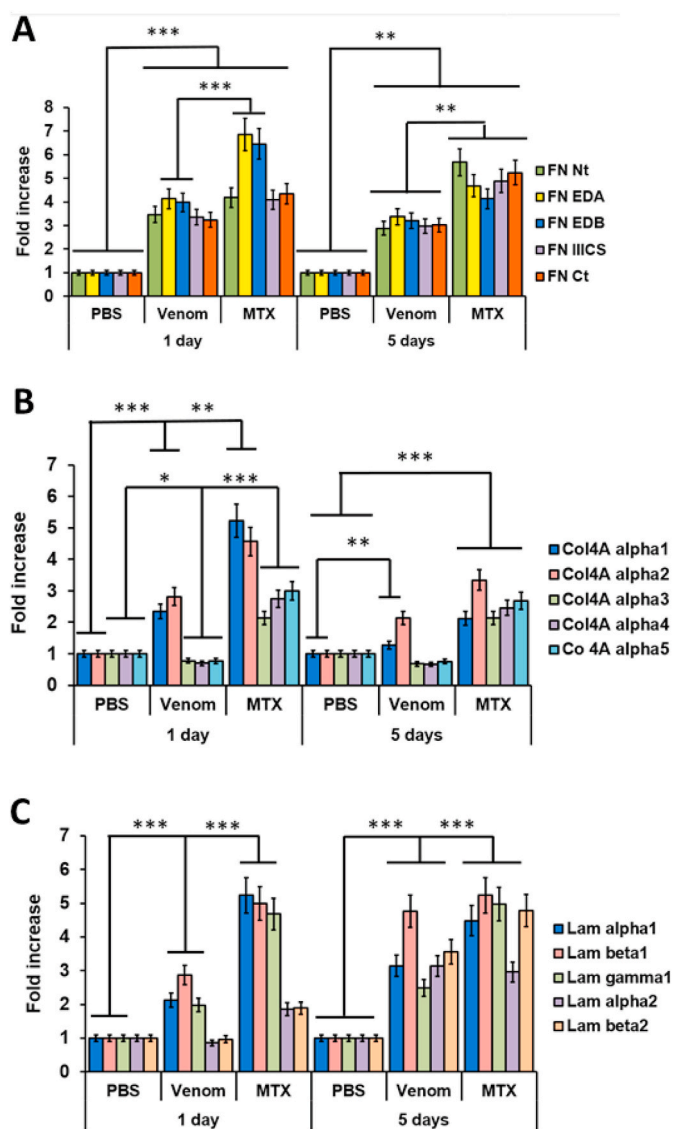 A
***
**
***
**
8
7
6
5
4
3
2
1
0
Fold increase
PBS Venom MTX PBS Venom MTX
1 day 5 days
FN Nt
FN EDA
FN EDB
FN IIICS
FN Ct
B
*** **
* ***
***
**
7
6
5
4
3
2
1
0
Fold increase
PBS Venom MTX PBS Venom MTX
1 day 5 days
Col4A alpha1
Col4A alpha2
Col4A alpha3
Col4A alpha4
Co 4A alpha5
C
*** *** *** ***
7
6
5
4
3
2
1
0
Fold increase
PBS Venom MTX PBS Venom MTX
1 day 5 days
Lam alpha1
Lam beta1
Lam gamma1
Lam alpha2
Lam beta2